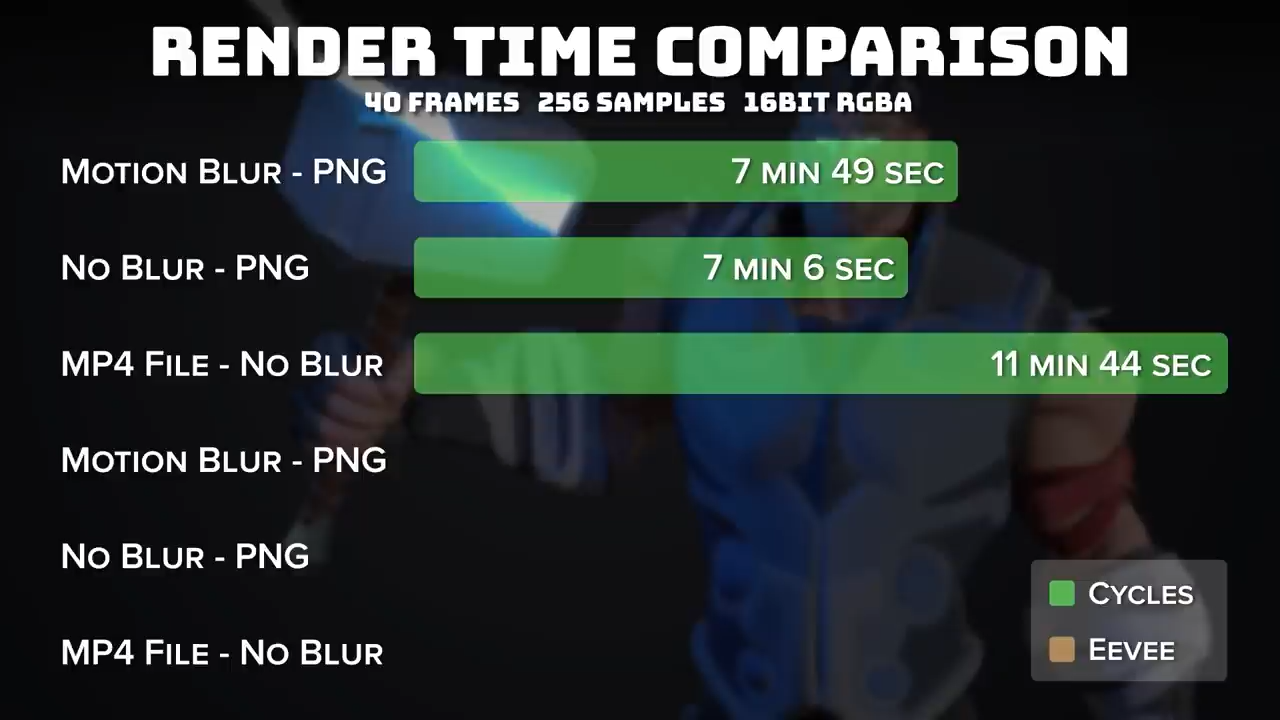 RENDER TIME COMPARISON
40 FRAMES 256 SAMPLES 16BIT RGBA
MOTION BLUR - PNG 7 MIN 49 SEC
NO BLUR - PNG 7 MIN 6 SEC
MP4 FILE - NO BLUR 11 MIN 44 SEC
MOTION BLUR - PNG
NO BLUR - PNG
MP4 FILE - NO BLUR
CYCLES
EEVEE